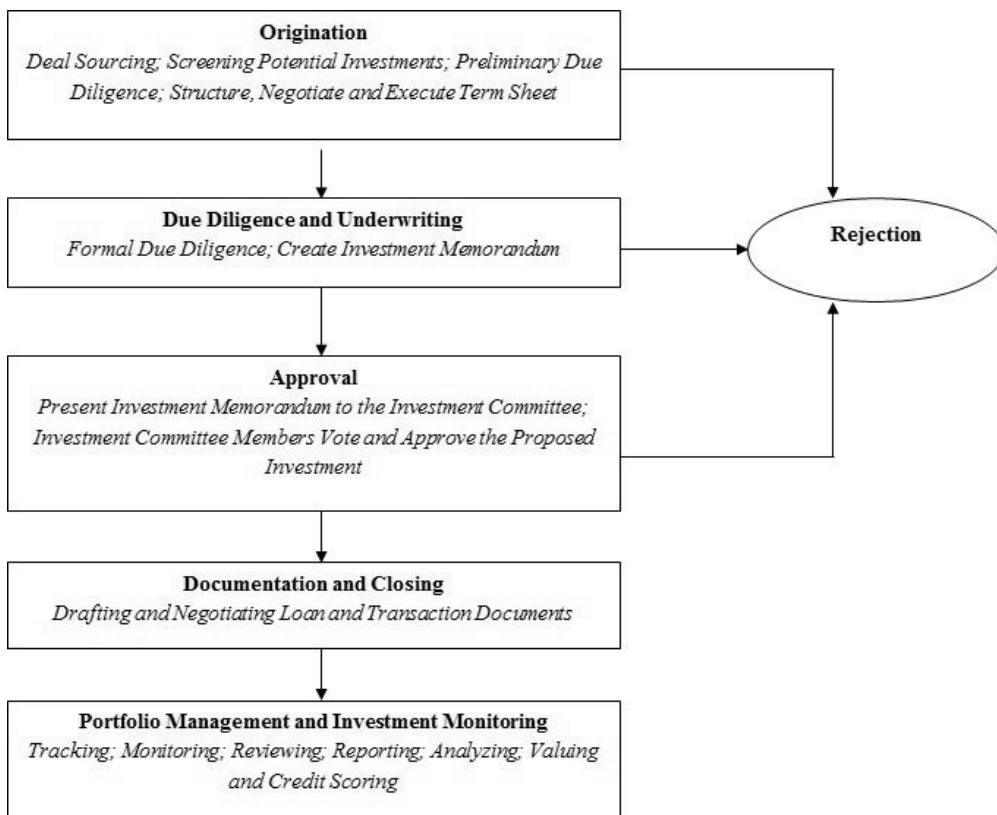 Origination
Deal Sourcing; Screening Potential Investments; Preliminary Due
Diligence; Structure, Negotiate and Execute Term Sheet
Due Diligence and Underwriting
Formal Due Diligence; Create Investment Memorandum
Rejection
Approval
Present Investment Memorandum to the Investment Committee;
Investment Committee Members Vote and Approve the Proposed
Investment
Documentation and Closing
Drafting and Negotiating Loan and Transaction Documents
Portfolio Management and Investment Monitoring
Tracking; Monitoring; Reviewing; Reporting; Analyzing; Valuing
and Credit Scoring